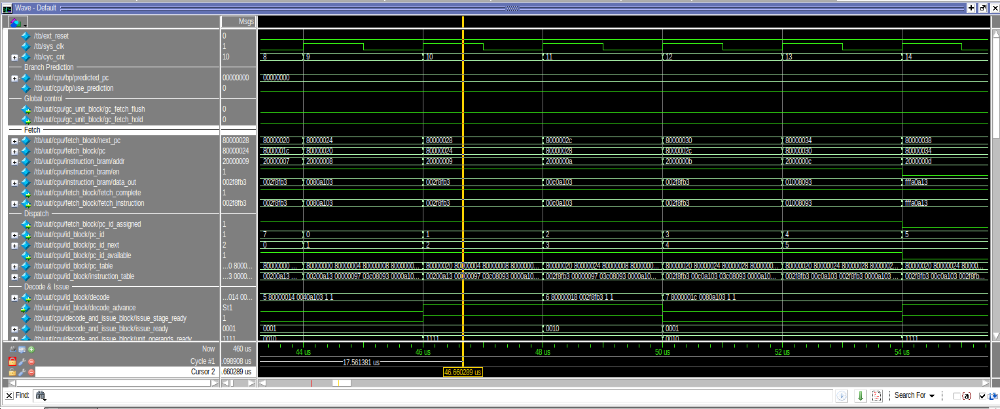 Wave - Default
Msgs
/tb/ext_reset 0
/tb/sys_clk 1
/tb/cyc_cnt 10 8 9 10 11 12 13 14
Branch Prediction
/tb/uut/cpu/bp/predicted_pc 00000000 00000000
/tb/uut/cpu/bp/use_prediction 0
Global control
/tb/uut/cpu/gc_unit_block/gc_fetch_flush 0
/tb/uut/cpu/gc_unit_block/gc_fetch_hold 0
Fetch
/tb/uut/cpu/fetch_block/next_pc 80000028 80000020 80000024 80000028 8000002c 80000030 80000034 80000038
/tb/uut/cpu/fetch_block/pc 80000024 8000001c 80000020 80000024 80000028 8000002c 80000030 80000034
/tb/uut/cpu/instruction_bram/addr 20000009 20000007 20000008 20000009 2000000a 2000000b 2000000c 2000000d
/tb/uut/cpu/instruction_bram/en 1
/tb/uut/cpu/instruction_bram/data_out 002f8fb3 002f8fb3 0080a103 002f8fb3 00c0a103 002f8fb3 01008093 fffa0a13
/tb/uut/cpu/fetch_block/fetch_complete 1
/tb/uut/cpu/fetch_block/fetch_instruction 002f8fb3 002f8fb3 0080a103 002f8fb3 00c0a103 002f8fb3 01008093 fffa0a13
Dispatch
/tb/uut/cpu/fetch_block/pc_id_assigned 1
/tb/uut/cpu/id_block/pc_id 1 7 0 1 2 3 4 5
/tb/uut/cpu/id_block/pc_id_next 2 0 1 2 3 4 5
/tb/uut/cpu/id_block/pc_id_available 1
/tb/uut/cpu/id_block/pc_table ...0 8000... 80000000 ... 80000000 80000004 80000008 8000000... 80000020 80000004 80000008 8000000... 80000020 80000024 80000008 8000000... 80000020 80000024 80000028 8000000... 80000020 80000024 80000028 8000002... 80000020 80000024 80000...
/tb/uut/cpu/id_block/instruction_table ...3 0000... 00200a13 ... 00200a13 00000097 03c08093 0000a10... 002f8fb3 00c0a103 03c08093 0000a10... 002f8fb3 00c0a103 002f8fb3 0000a10...
Decode & Issue
/tb/uut/cpu/id_block/decode ...014 00... 5 80000014 0040a103 1 1 6 80000018 002f8fb3 1 1 7 8000001c 0080a103 1 1
/tb/uut/cpu/id_block/decode_advance St1
/tb/uut/cpu/decode_and_issue_block/issue_stage_ready 1
/tb/uut/cpu/decode_and_issue_block/issue_ready 0001 0001 0010 0001
/tb/uut/cpu/decode_and_issue_block/unit_operands_ready 1111 0010 1111 0010 1111
Now 460 us 44 us 46 us 48 us 50 us 52 us 54 us
Cycle #1 .098908 us 17.561381 us
Cursor 2 .660289 us 46.660289 us
Find: Search For (a)